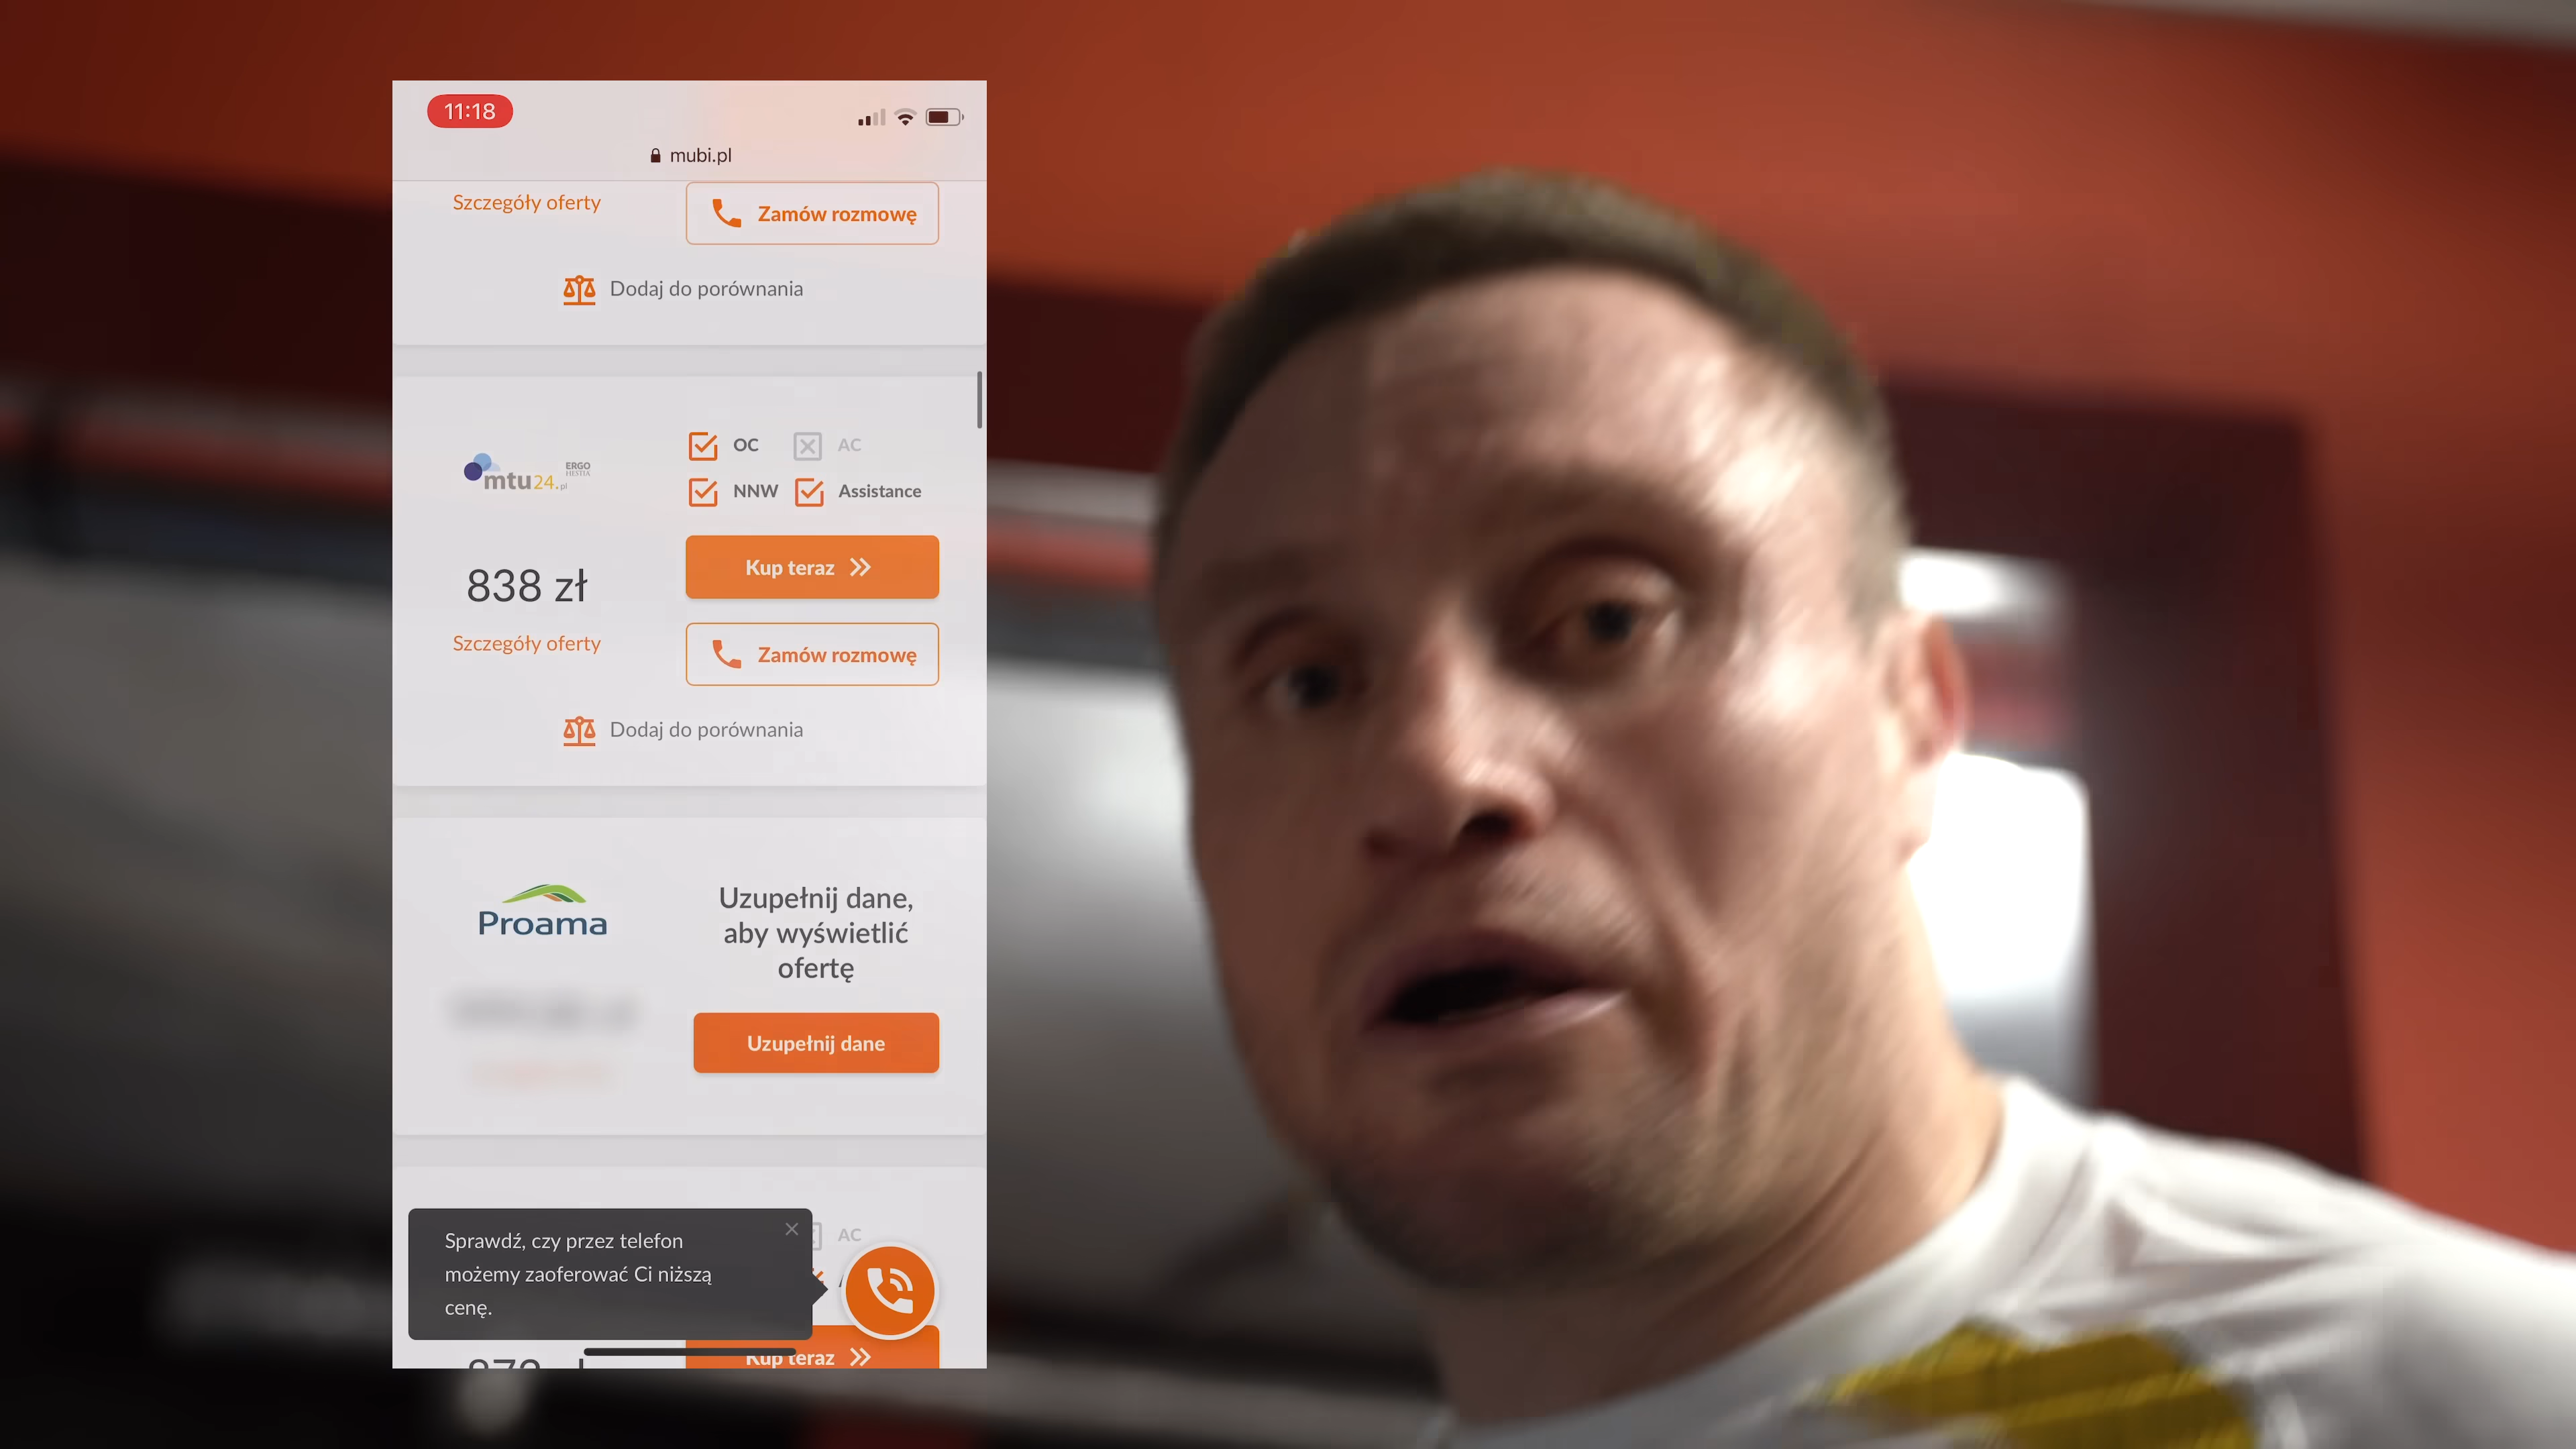 11:18
mubi.pl
Szczegóły oferty
Zamów rozmowę
Dodaj do porównania
mtu24.pl
ERGO
HESTIA
OC
AC
NNW
Assistance
838 zł
Kup teraz
Szczegóły oferty
Zamów rozmowę
Dodaj do porównania
Proama
Uzupełnij dane,
aby wyświetlić
ofertę
Uzupełnij dane
AC
Sprawdź, czy przez telefon
możemy zaoferować Ci niższą
cenę.
Kup teraz